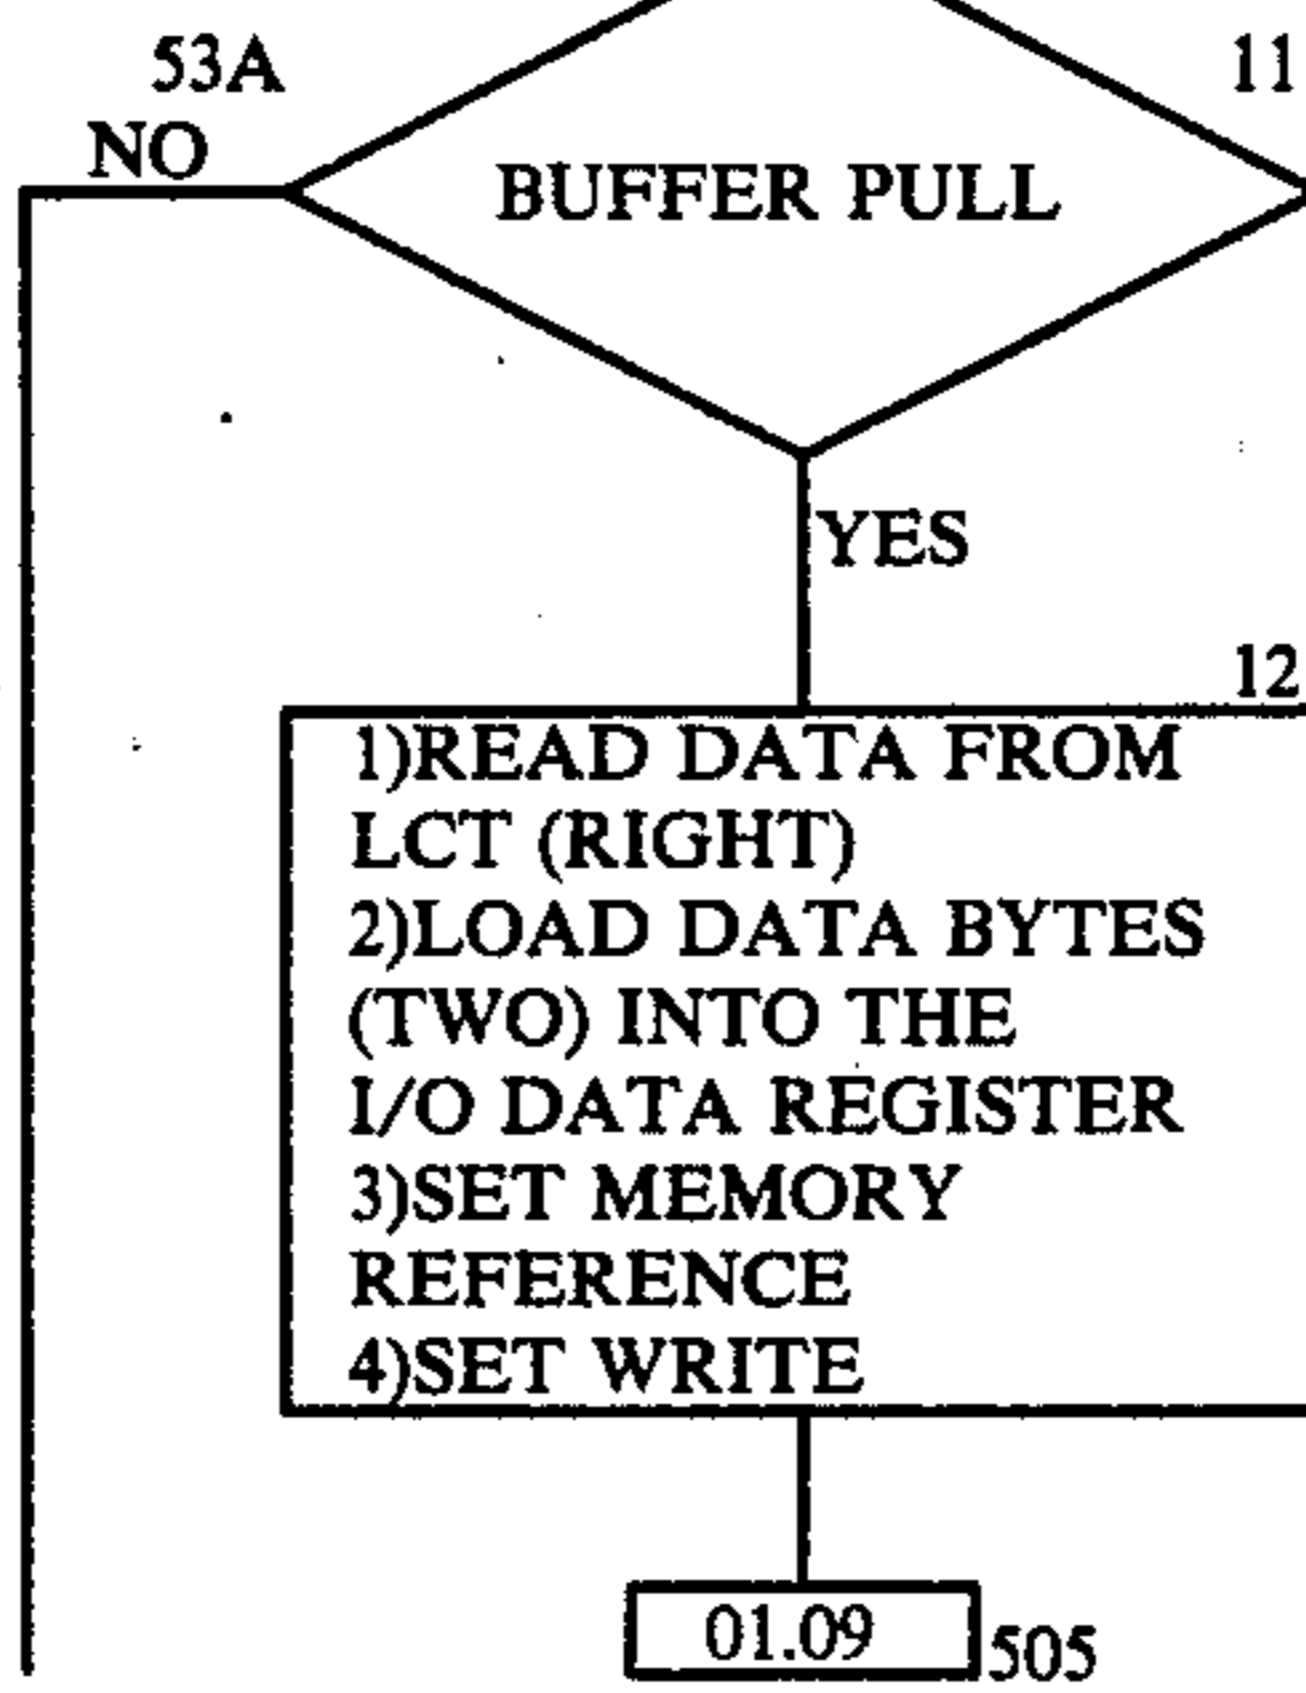 53A
11
NO
BUFFER PULL
YES
12
1)READ DATA FROM
LCT (RIGHT)
2)LOAD DATA BYTES
(TWO) INTO THE
I/O DATA REGISTER
3)SET MEMORY
REFERENCE
4)SET WRITE
01.09
505